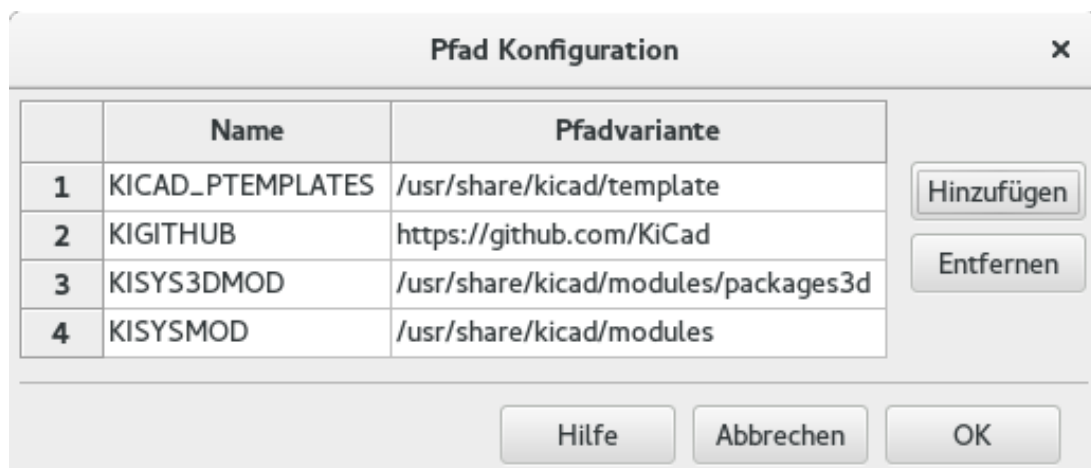 Pfad Konfiguration ×
Name Pfadvariante
1 KICAD_PTEMPLATES /usr/share/kicad/template
2 KIGITHUB https://github.com/KiCad
3 KISYS3DMOD /usr/share/kicad/modules/packages3d
4 KISYSMOD /usr/share/kicad/modules
Hinzufügen
Entfernen
Hilfe Abbrechen OK